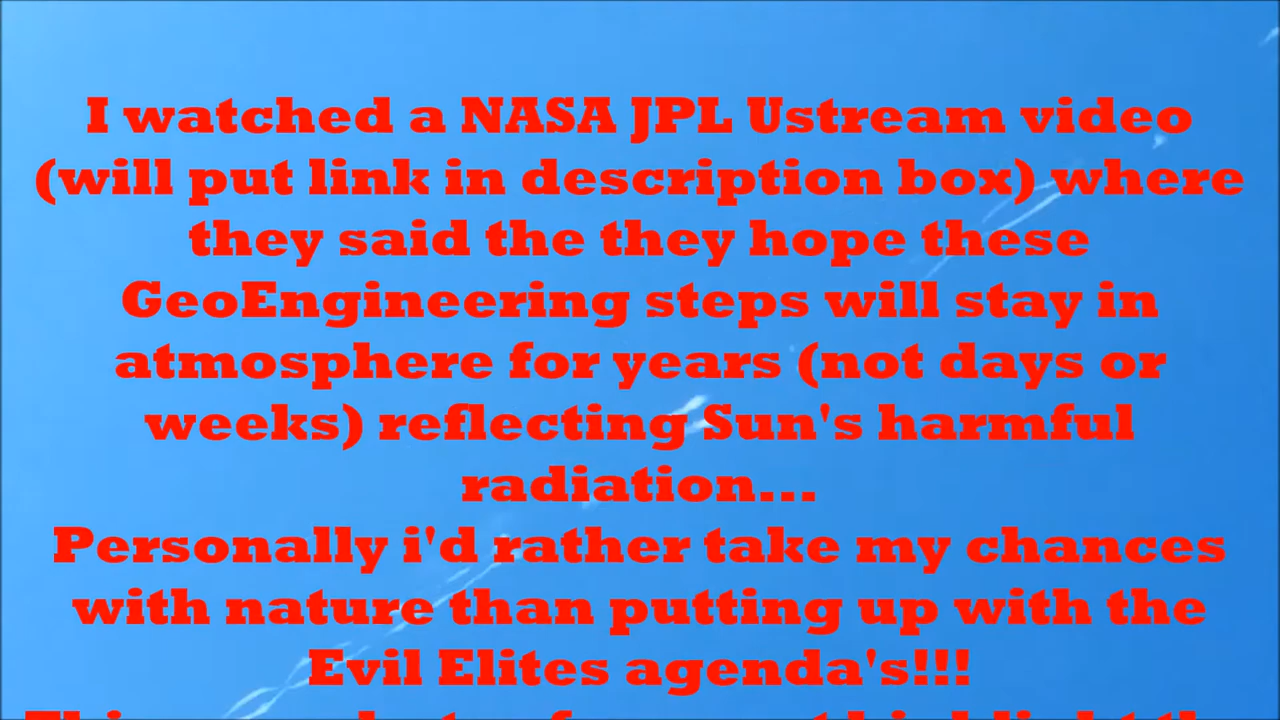 I watched a NASA JPL Ustream video
(will put link in description box) where
they said the they hope these
GeoEngineering steps will stay in
atmosphere for years (not days or
weeks) reflecting Sun's harmful
radiation...
Personally i'd rather take my chances
with nature than putting up with the
Evil Elites agenda's!!!